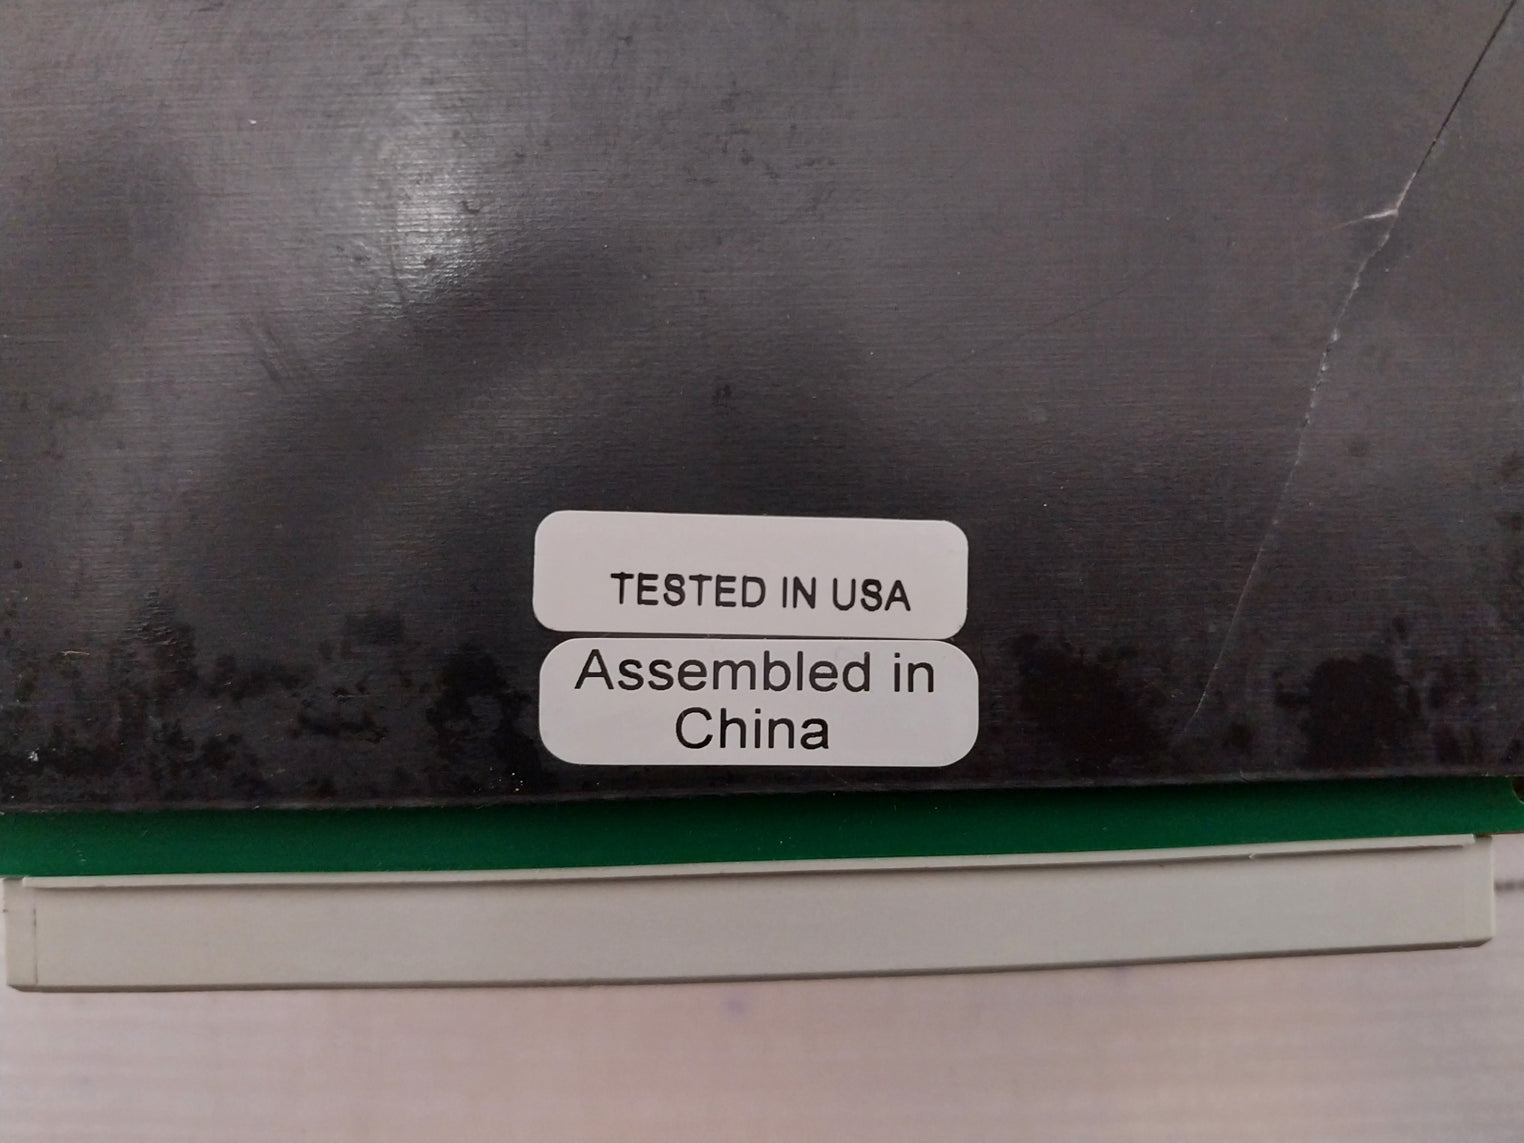 TESTED IN USA
Assembled in
China